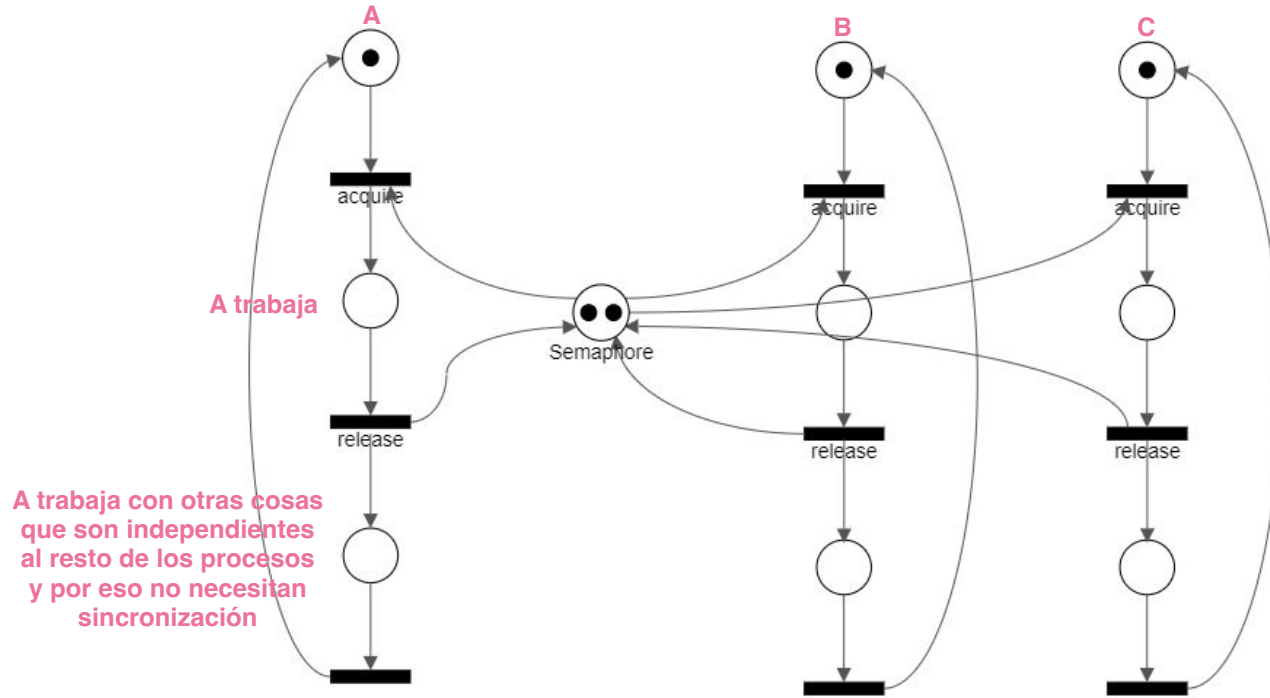 A
B
C
acquire
acquire
acquire
A trabaja
Semaphore
release
release
release
A trabaja con otras cosas
que son independientes
al resto de los procesos
y por eso no necesitan
sincronización